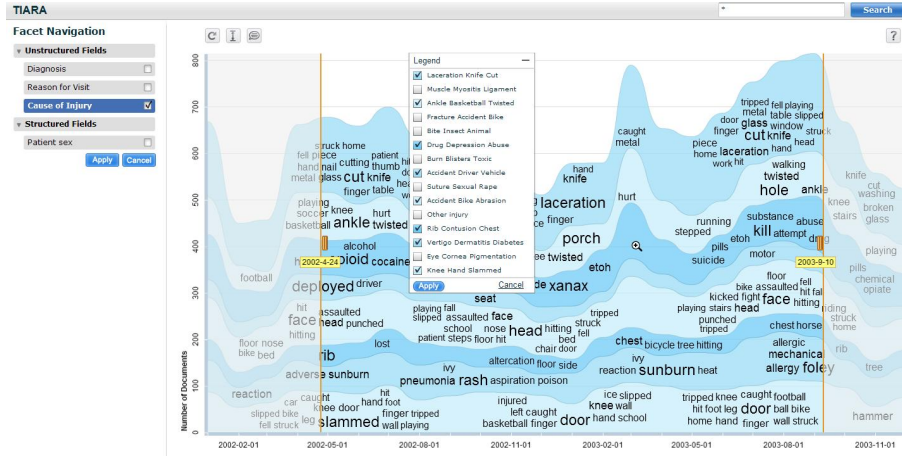 TIARA
*
Search
Facet Navigation
Unstructured Fields
Diagnosis
Reason for Visit
Cause of Injury
Structured Fields
Patient sex
Apply Cancel
?
Legend
Laceration Knife Cut
Muscle Myositis Ligament
Ankle Basketball Twisted
Fracture Accident Bike
Bite Insect Animal
Drug Depression Abuse
Burn Blisters Toxic
Accident Driver Vehicle
Suture Sexual Rape
Accident Bike Abrasion
Other injury
Rib Contusion Chest
Vertigo Dermatitis Diabetes
Eye Cornea Pigmentation
Knee Hand Slammed
Apply Cancel
Number of Documents
800
700
600
500
400
300
200
100
0
struck home
fell piece
hand nail cutting thumb
patient
metal glass cut knife
finger table
playing
soccer knee hurt
basketball ankle twisted
alcohol
cocaine
2002-4-24
football
deployed driver
hit assaulted
face head punched
hitting
floor nose
bike bed
rib
lost
adverse sunburn
reaction
car caught
hit
hand foot
slipped bike
knee door
finger tripped
fell struck
leg slammed wall playing
caught
metal
hand
knife
laceration
hurt
finger
porch
twisted
etoh
xanax
seat
playing fall
slipped assaulted face
school nose head hitting
struck
tripped
patient steps floor hit
bed fell
chair door
altercation floor side
ivy
pneumonia rash aspiration poison
injured
left caught
basketball finger door hand school
ice slipped
knee wall
chest bicycle tree hitting
ivy
reaction sunburn heat
tripped fell playing
metal table slipped
door glass window
finger cut knife struck
piece head
home laceration hand
work hit
walking
twisted
hole ankle
running
stepped
substance abuse
etoh kill attempt drug
pills
suicide
motor
2003-9-10
floor
bike assaulted fell
kicked fight face hit fall
hitting
playing stairs head
punched
tripped
chest horse
allergic
mechanical
allergy foley
tripped knee caught football
hit foot leg door ball bike
home hand finger wall struck
knife
cut
washing
knee
broken
stairs
glass
playing
pills
chemical
opiate
riding
struck
home
rib
tree
hammer
2002-02-01 2002-05-01 2002-08-01 2002-11-01 2003-02-01 2003-05-01 2003-08-01 2003-11-01